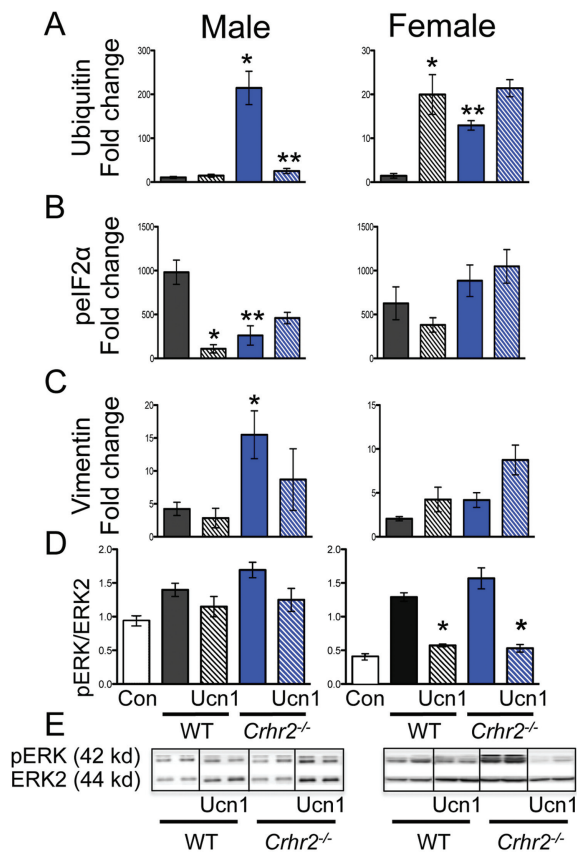 A Male Female
Ubiquitin
Fold change
300
200
100
0
*
**
30
20
10
0
*
**
B
peIF2α
Fold change
1500
1000
500
0
*
**
1500
1000
500
0
C
Vimentin
Fold change
20
15
10
5
0
*
15
10
5
0
D
pERK/ERK2
2.0
1.5
1.0
0.5
0.0
2.0
1.5
1.0
0.5
0.0
*
*
Con Ucn1 Ucn1 Con Ucn1 Ucn1
WT Crhr2-/- WT Crhr2-/-
E
pERK (42 kd)
ERK2 (44 kd)
Ucn1 Ucn1 Ucn1 Ucn1
WT Crhr2-/- WT Crhr2-/-